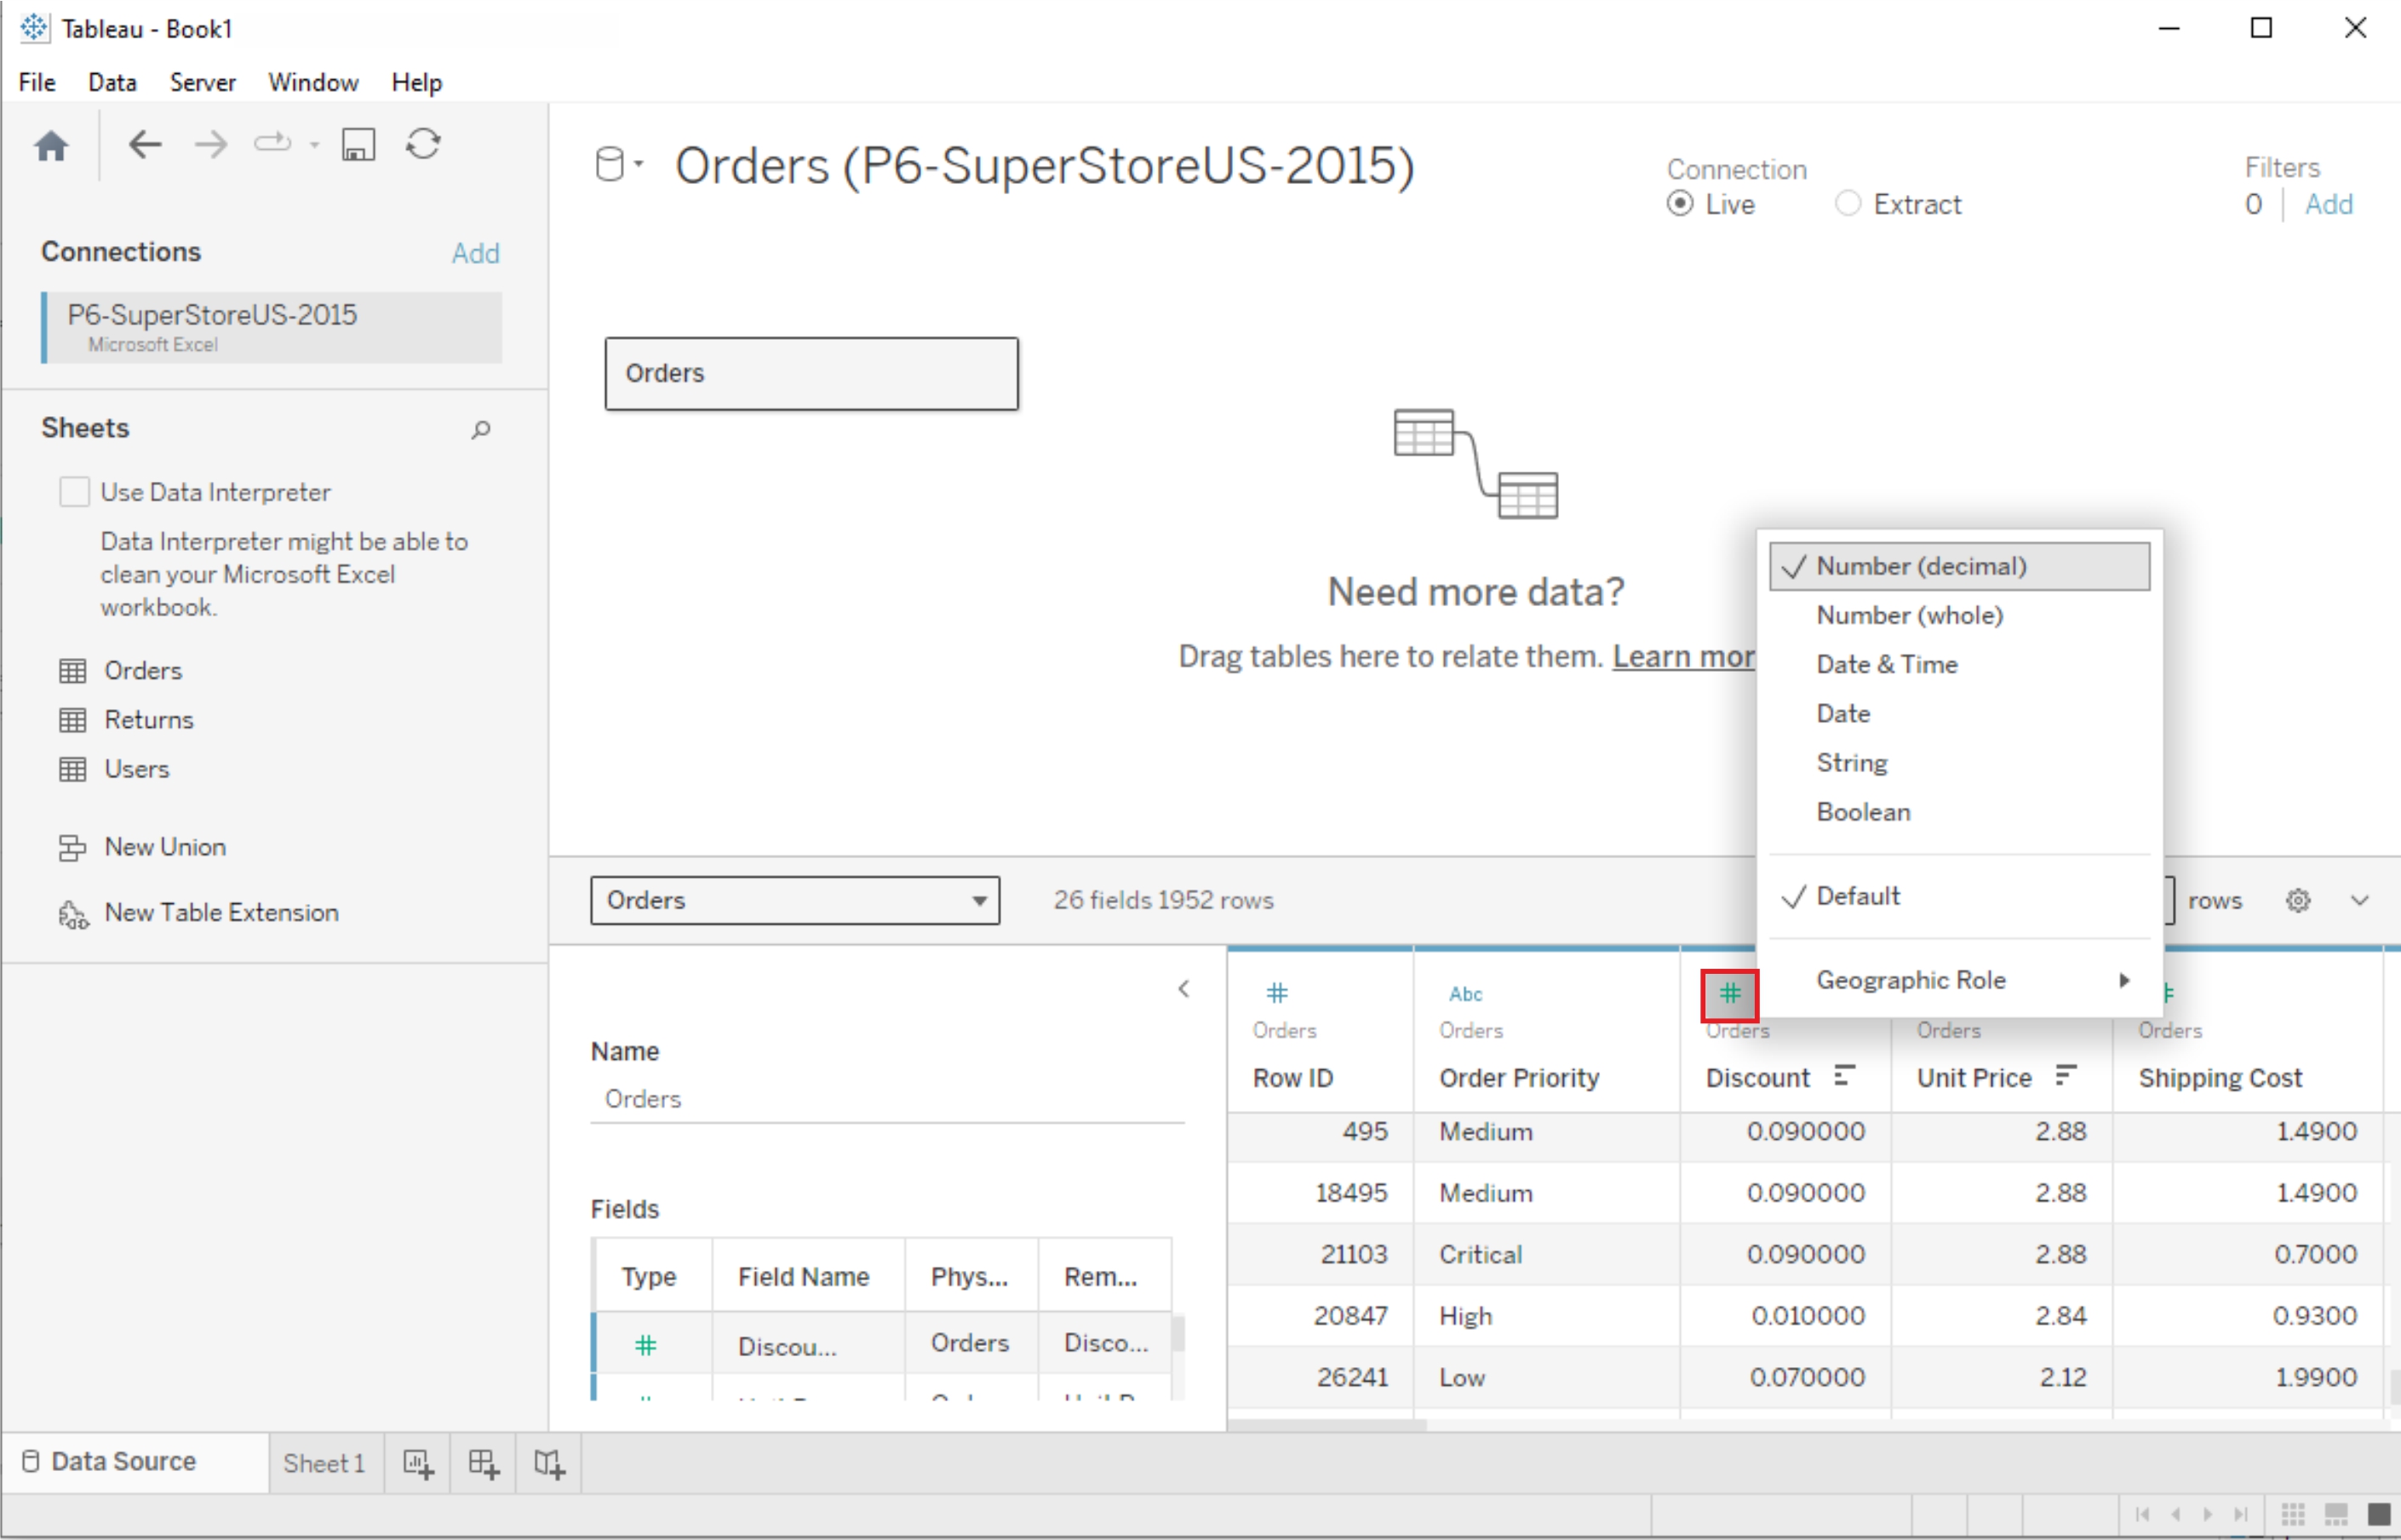 Tableau - Book1
File Data Server Window Help
Orders (P6-SuperStoreUS-2015)
Connection
Live Extract
Filters
0 Add
Connections Add
P6-SuperStoreUS-2015
Microsoft Excel
Sheets
Use Data Interpreter
Data Interpreter might be able to
clean your Microsoft Excel
workbook.
Orders
Returns
Users
New Union
New Table Extension
Orders
Need more data?
Drag tables here to relate them. Learn mor
Number (decimal)
Number (whole)
Date & Time
Date
String
Boolean
Default
Geographic Role
Orders 26 fields 1952 rows rows
Name
Orders
Fields
Type Field Name Phys... Rem...
# Discou... Orders Disco...
# Abc #
Orders Orders Orders Orders Orders
Row ID Order Priority Discount Unit Price Shipping Cost
495 Medium 0.090000 2.88 1.4900
18495 Medium 0.090000 2.88 1.4900
21103 Critical 0.090000 2.88 0.7000
20847 High 0.010000 2.84 0.9300
26241 Low 0.070000 2.12 1.9900
Data Source Sheet 1